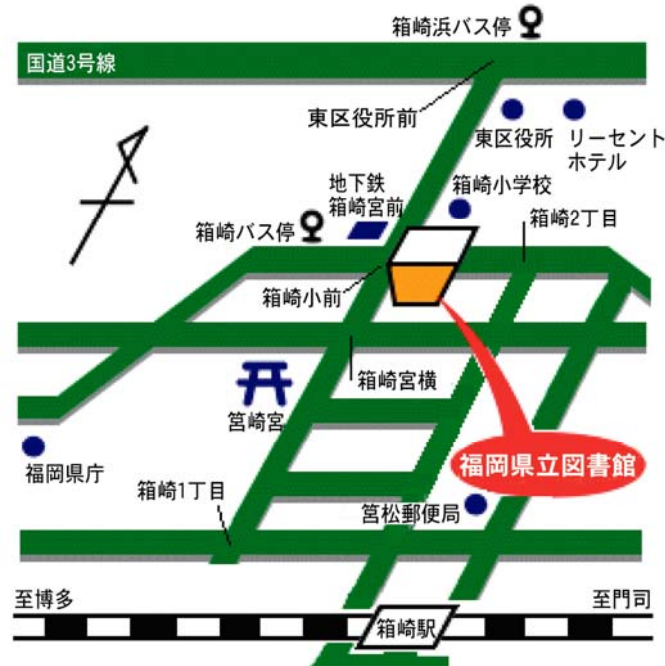 箱崎浜バス停
国道3号線
東区役所前
東区役所
リーセント
ホテル
地下鉄
箱崎宮前
箱崎小学校
箱崎バス停
箱崎2丁目
箱崎小前
箱崎宮横
筥崎宮
福岡県庁
福岡県立図書館
箱崎1丁目
筥松郵便局
至博多
至門司
箱崎駅